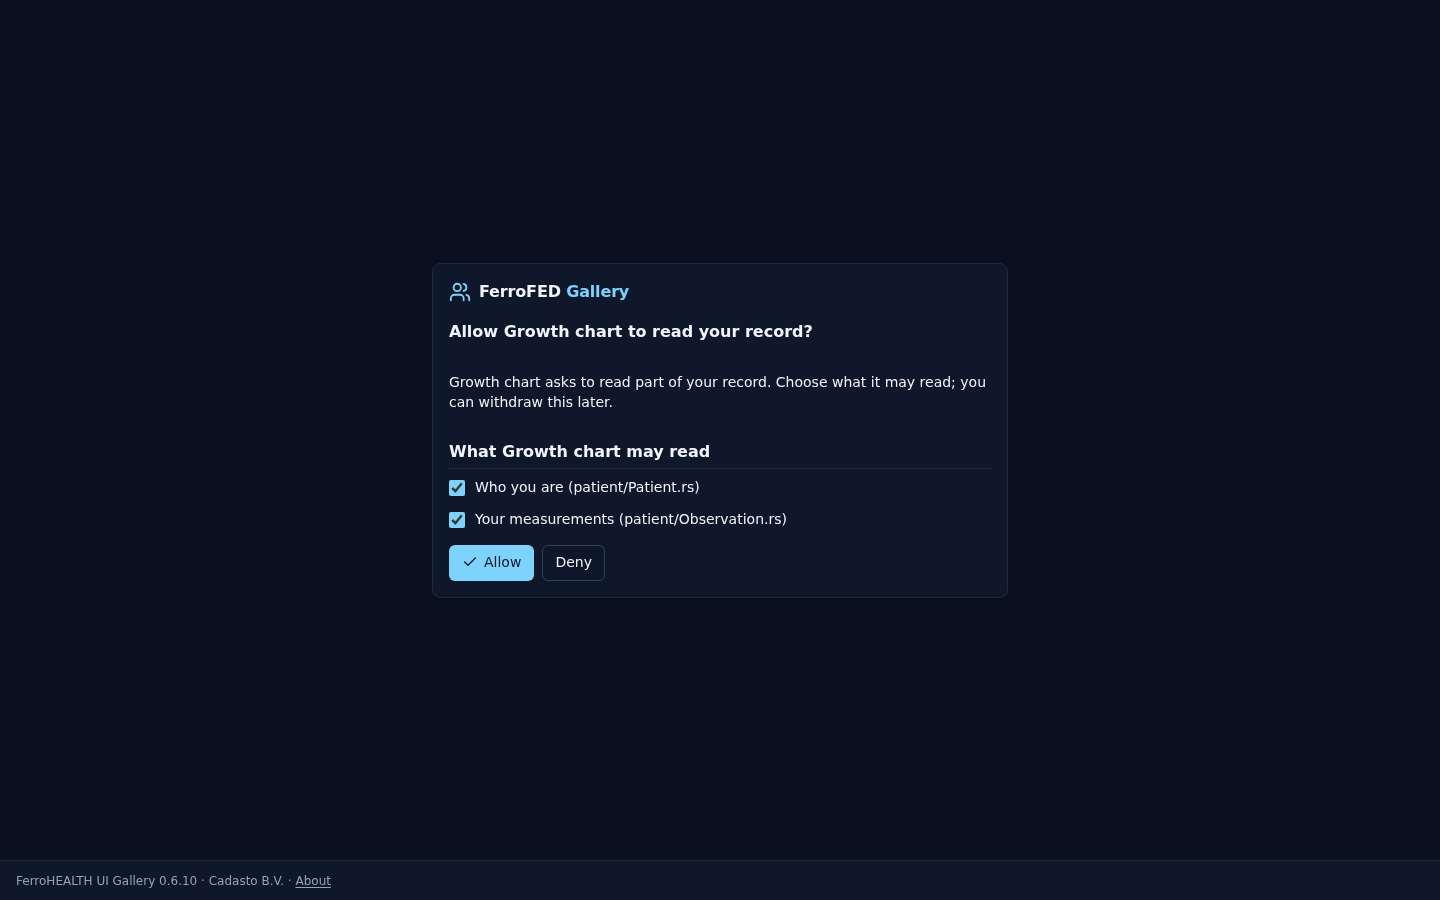 FerroFED Gallery
Allow Growth chart to read your record?
Growth chart asks to read part of your record. Choose what it may read; you
can withdraw this later.
What Growth chart may read
Who you are (patient/Patient.rs)
Your measurements (patient/Observation.rs)
Allow Deny
FerroHEALTH UI Gallery 0.6.10 · Cadasto B.V. · About